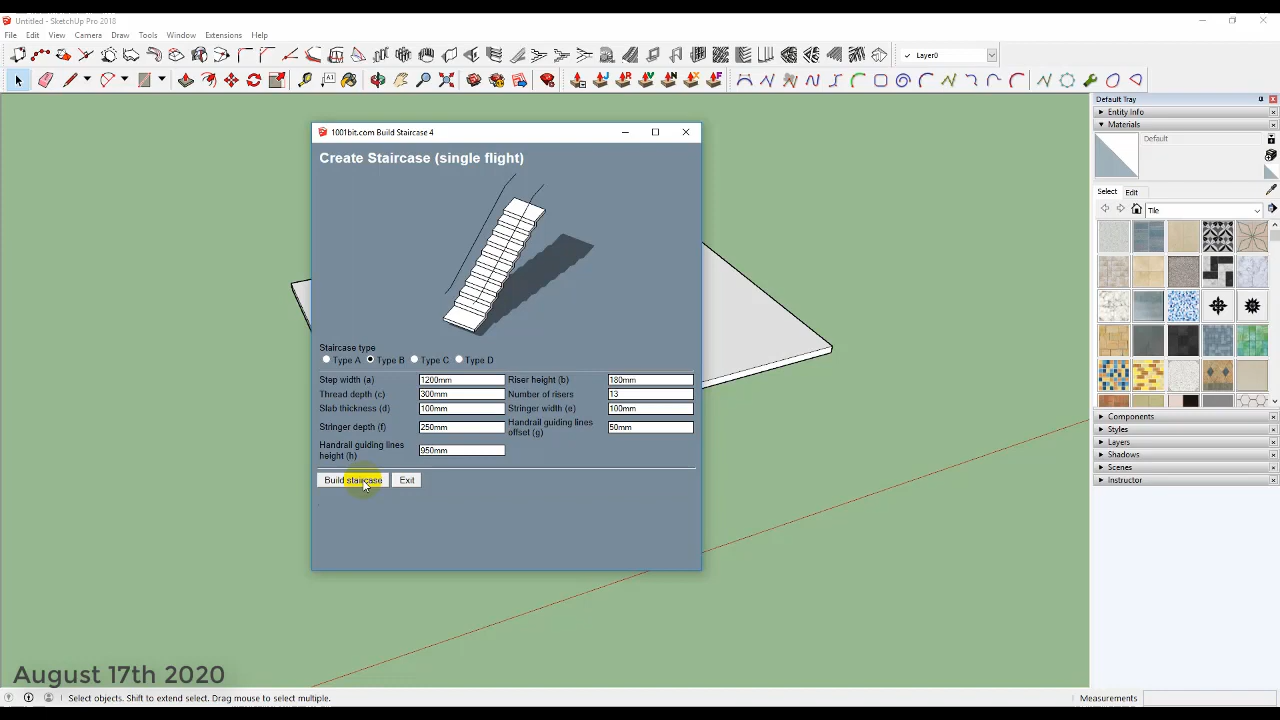 Untitled - SketchUp Pro 2018
File Edit View Camera Draw Tools Window Extensions Help
Layer0
1001bit.com Build Staircase 4
Create Staircase (single flight)
Staircase type
Type A Type B Type C Type D
Step width (a) 1200mm Riser height (b) 180mm
Thread depth (c) 300mm Number of risers 13
Slab thickness (d) 100mm Stringer width (e) 100mm
Stringer depth (f) 250mm Handrail guiding lines offset (g) 50mm
Handrail guiding lines height (h) 950mm
Build staircase Exit
Default Tray
Entity Info
Materials
Default
Select Edit
Tile
Components
Styles
Layers
Shadows
Scenes
Instructor
August 17th 2020
Select objects. Shift to extend select. Drag mouse to select multiple. Measurements